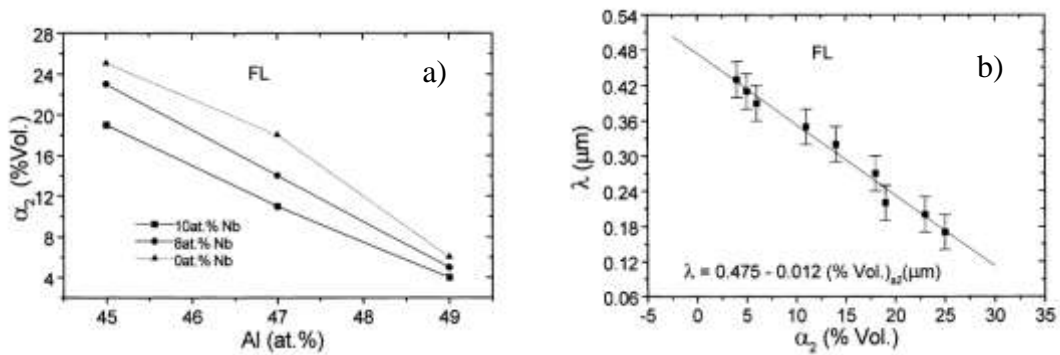 28
24
20
16
12
8
4
α₂ (%Vol.)
FL
a)
10at.% Nb
8at.% Nb
0at.% Nb
45 46 47 48 49
Al (at.%)
0.54
0.48
0.42
0.36
0.30
0.24
0.18
0.12
0.06
λ (μm)
FL
b)
λ = 0.475 - 0.012 (% Vol.)α2(μm)
-5 0 5 10 15 20 25 30 35
α₂ (% Vol.)